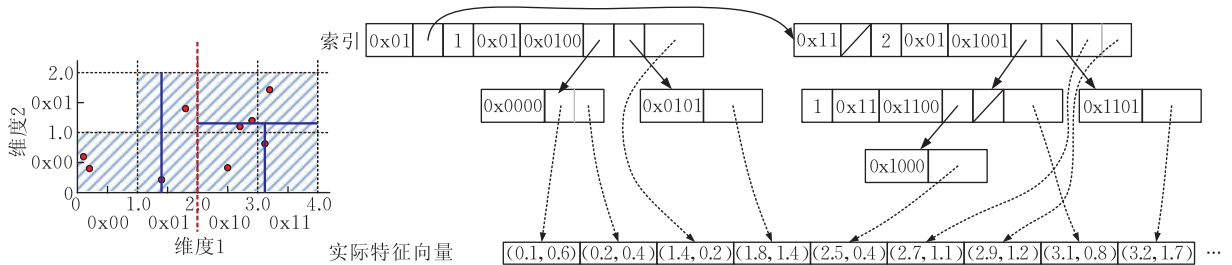 索引 0x01 1 0x01 0x0100 0x11 2 0x01 0x1001
0x0000 0x0101 1 0x11 0x1100 0x1101
0x1000
维度2
2.0
0x01
1.0
0x00
0
0 1.0 2.0 3.0 4.0
0x00 0x01 0x10 0x11
维度1
实际特征向量 (0.1, 0.6) (0.2, 0.4) (1.4, 0.2) (1.8, 1.4) (2.5, 0.4) (2.7, 1.1) (2.9, 1.2) (3.1, 0.8) (3.2, 1.7) …